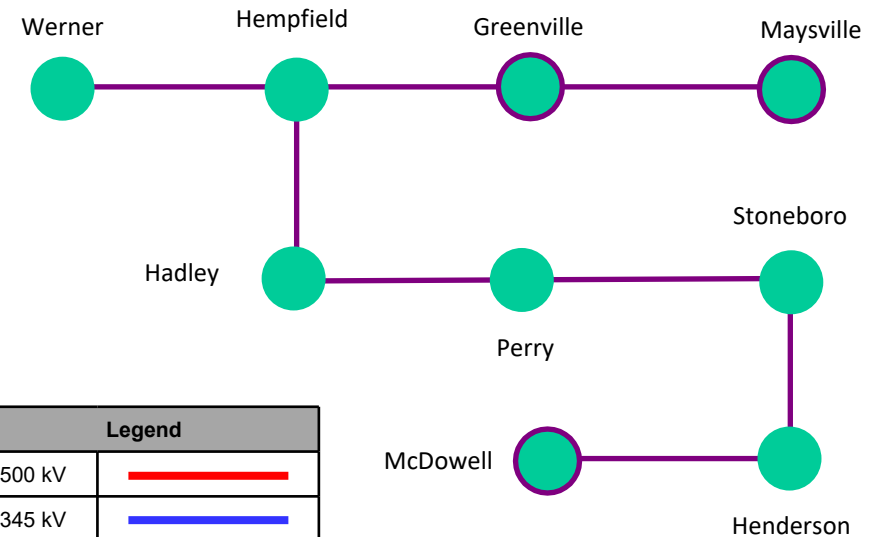 Werner
Hempfield
Greenville
Maysville
Stoneboro
Hadley
Perry
Legend
500 kV
McDowell
345 kV
Henderson